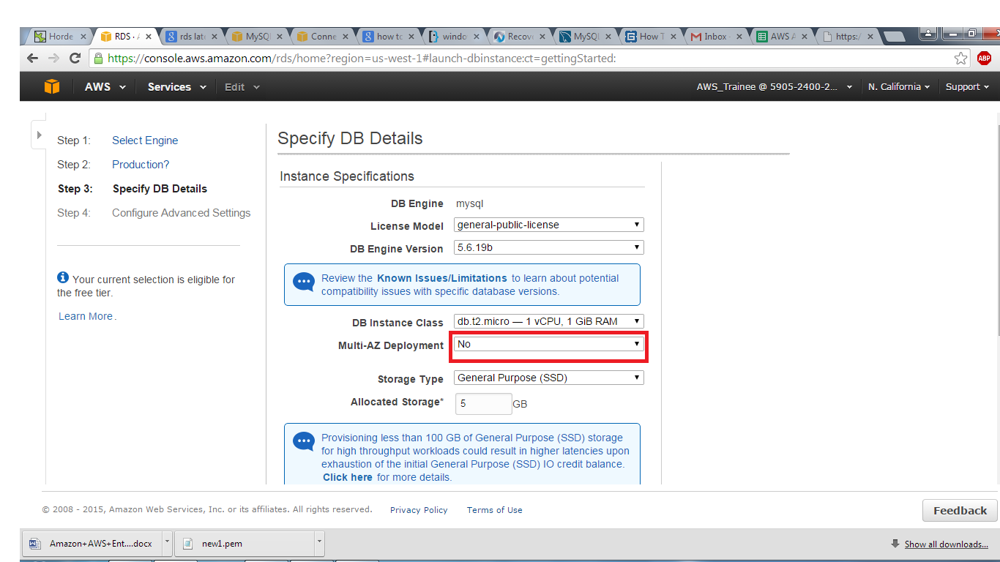 Horde
RDS · A
rds late
MySQL
Conne
how to
windo
Recove
MySQL
How T
Inbox -
AWS A
https:/
https://console.aws.amazon.com/rds/home?region=us-west-1#launch-dbinstance:ct=gettingStarted:
ABP
AWS Services Edit
AWS_Trainee @ 5905-2400-2... N. California Support
Step 1: Select Engine
Step 2: Production?
Step 3: Specify DB Details
Step 4: Configure Advanced Settings
Your current selection is eligible for
the free tier.
Learn More.
Specify DB Details
Instance Specifications
DB Engine mysql
License Model general-public-license
DB Engine Version 5.6.19b
Review the Known Issues/Limitations to learn about potential
compatibility issues with specific database versions.
DB Instance Class db.t2.micro — 1 vCPU, 1 GiB RAM
Multi-AZ Deployment No
Storage Type General Purpose (SSD)
Allocated Storage* 5 GB
Provisioning less than 100 GB of General Purpose (SSD) storage
for high throughput workloads could result in higher latencies upon
exhaustion of the initial General Purpose (SSD) IO credit balance.
Click here for more details.
© 2008 - 2015, Amazon Web Services, Inc. or its affiliates. All rights reserved. Privacy Policy Terms of Use
Feedback
Amazon+AWS+Ent....docx
new1.pem
Show all downloads...